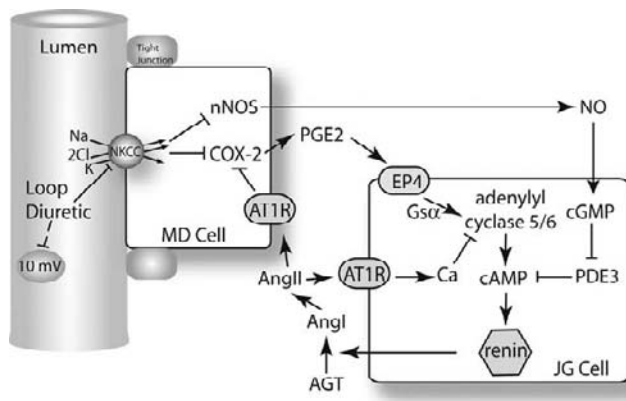 Lumen
Tight
Junction
nNOS
NO
Na
2Cl
K
NKCC
COX-2
PGE2
EP4
Loop
Diuretic
AT1R
Gsα
adenylyl
cyclase 5/6
cGMP
MD Cell
10 mV
AngII
AT1R
Ca
cAMP
PDE3
AngI
renin
AGT
JG Cell